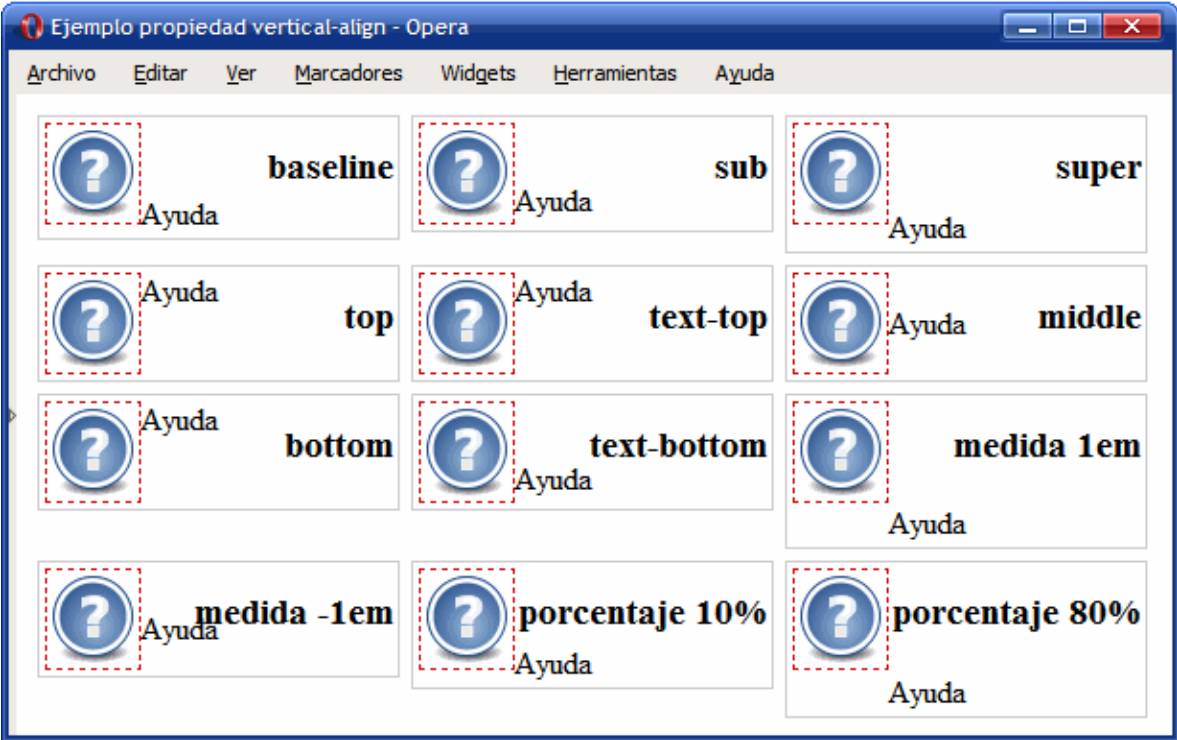 Ejemplo propiedad vertical-align - Opera
Archivo Editar Ver Marcadores Widgets Herramientas Ayuda
? baseline
Ayuda
? sub
Ayuda
? super
Ayuda
? Ayuda
top
? Ayuda
text-top
? Ayuda middle
? Ayuda
bottom
? text-bottom
Ayuda
? medida 1em
Ayuda
? medida -1em
Ayuda
? porcentaje 10%
Ayuda
? porcentaje 80%
Ayuda